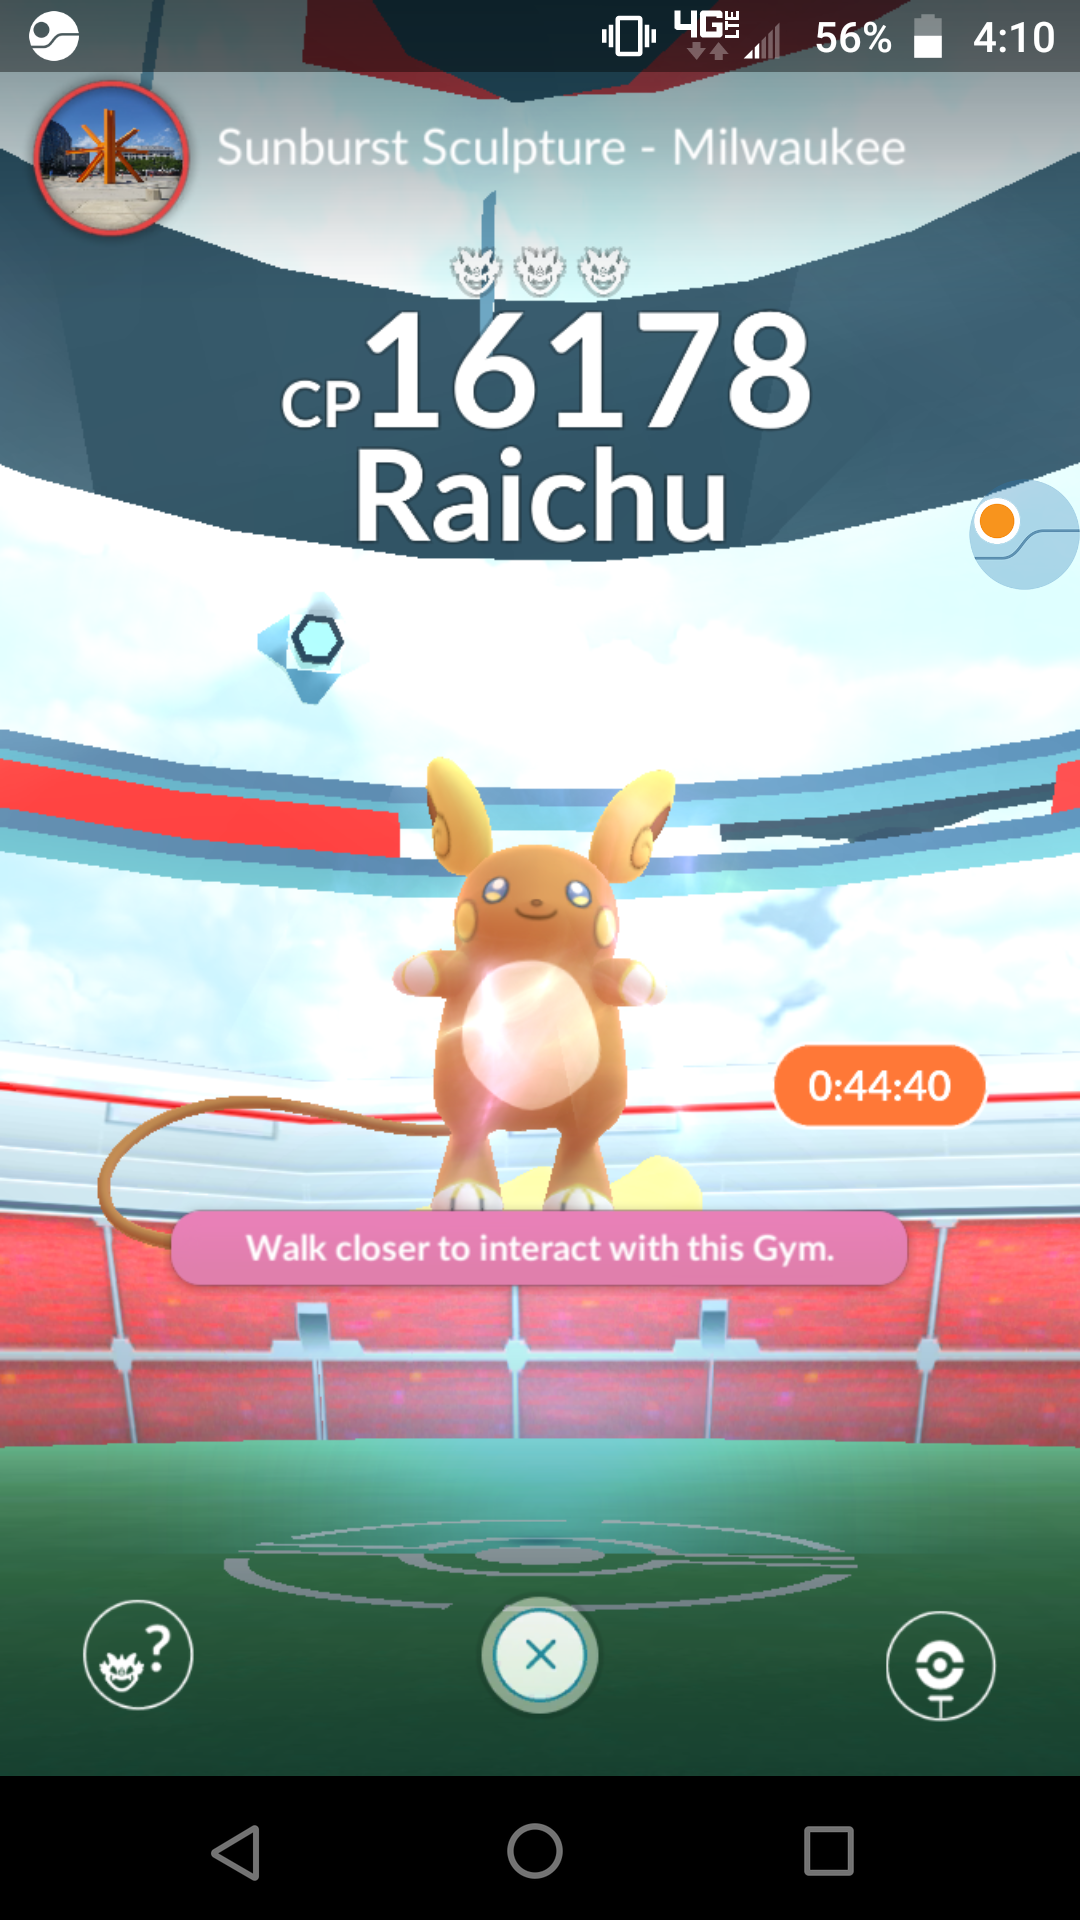 4G LTE 56% 4:10
Sunburst Sculpture - Milwaukee
CP16178
Raichu
0:44:40
Walk closer to interact with this Gym.
?